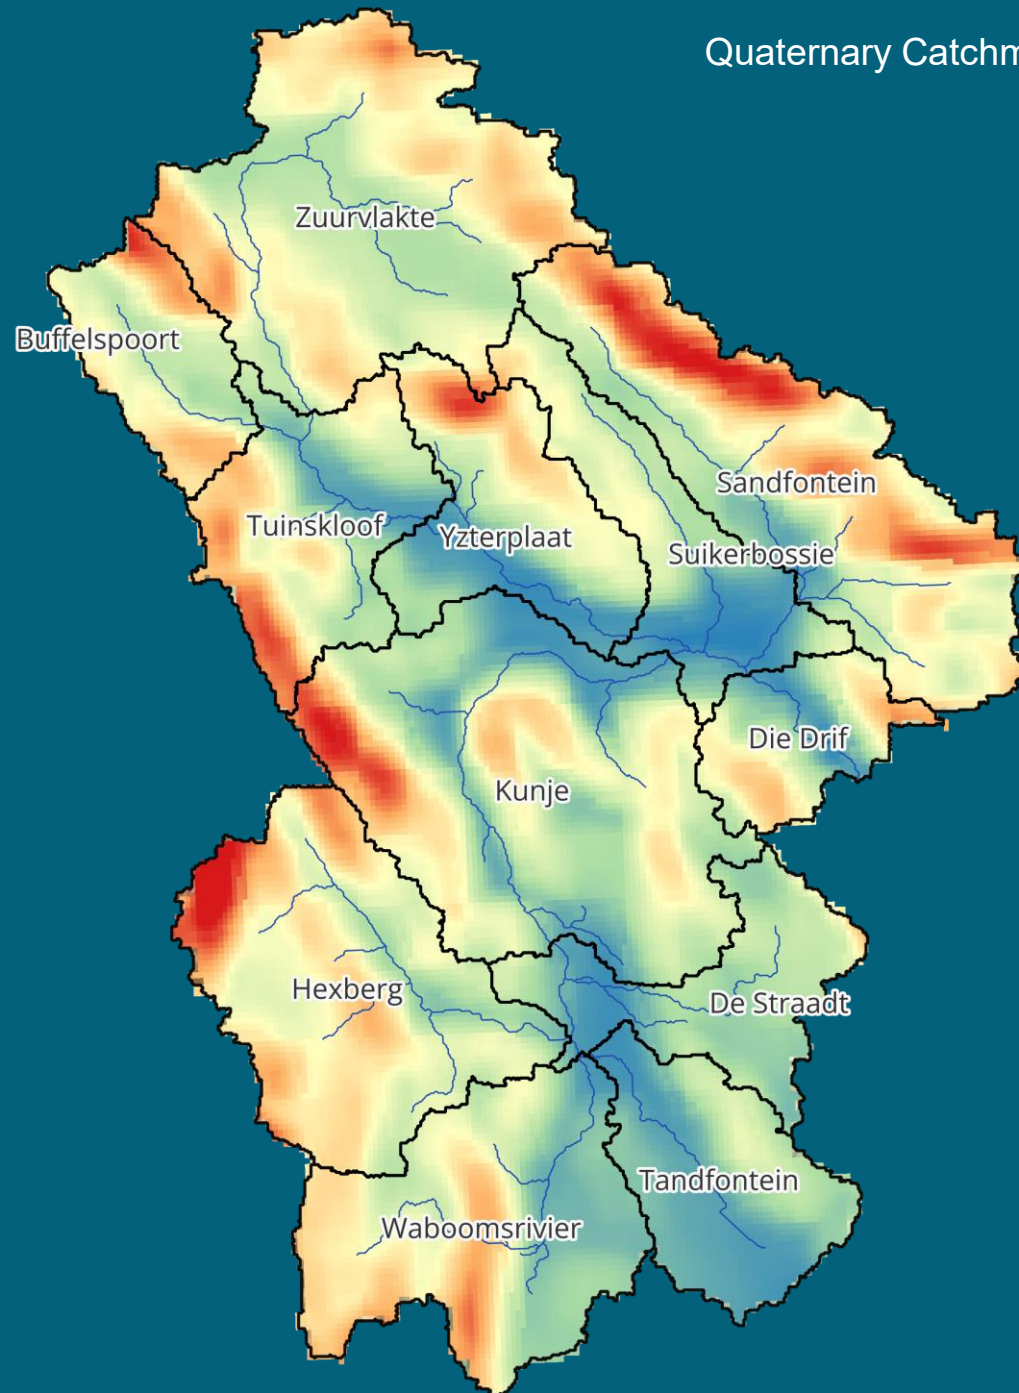 Quaternary Catchm
Zuurvlakte
Buffelspoort
Sandfontein
Tuinskloof
Yzterplaat
Suikerbossie
Die Drif
Kunje
Hexberg
De Straadt
Tandfontein
Waboomsrivier